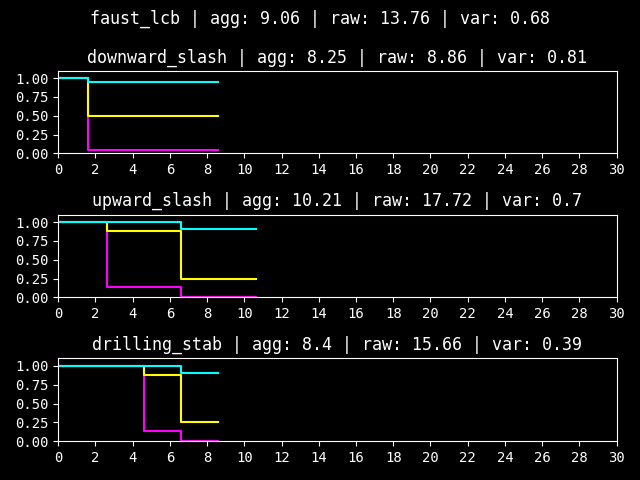 faust_lcb | agg: 9.06 | raw: 13.76 | var: 0.68
downward_slash | agg: 8.25 | raw: 8.86 | var: 0.81
1.00
0.75
0.50
0.25
0.00
0 2 4 6 8 10 12 14 16 18 20 22 24 26 28 30
upward_slash | agg: 10.21 | raw: 17.72 | var: 0.7
1.00
0.75
0.50
0.25
0.00
0 2 4 6 8 10 12 14 16 18 20 22 24 26 28 30
drilling_stab | agg: 8.4 | raw: 15.66 | var: 0.39
1.00
0.75
0.50
0.25
0.00
0 2 4 6 8 10 12 14 16 18 20 22 24 26 28 30